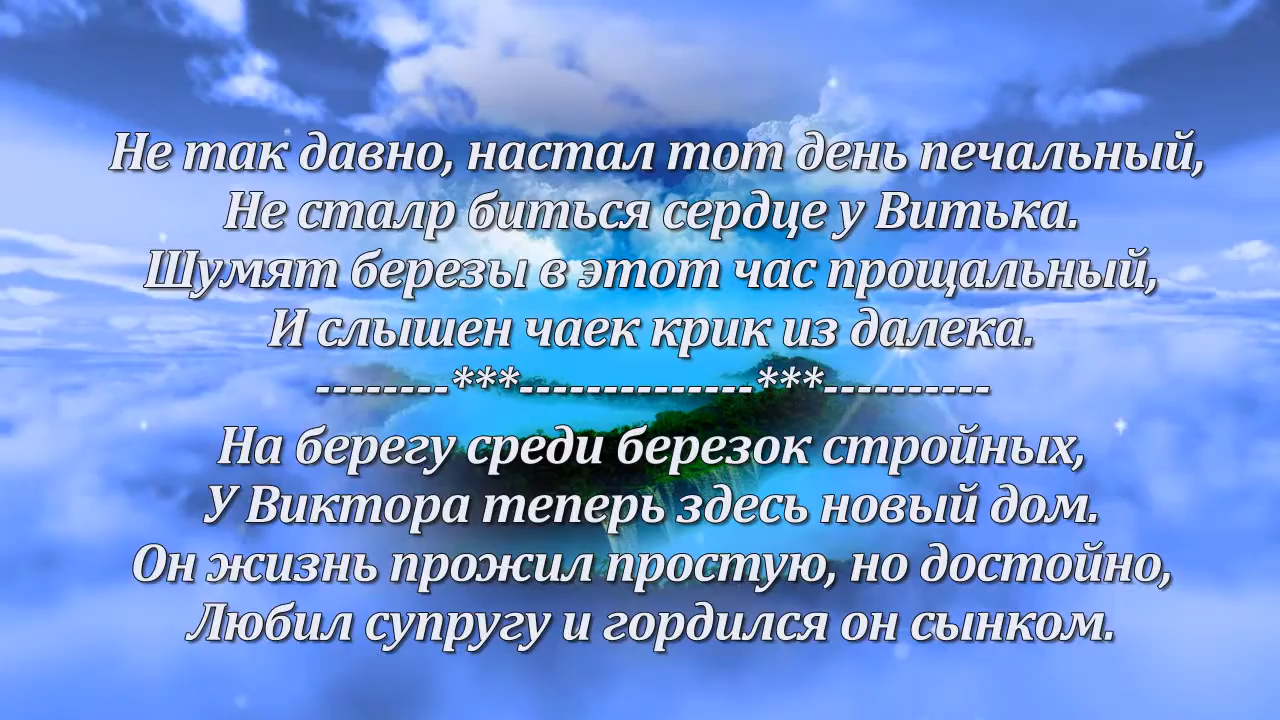 Не так давно, настал тот день печальный,
Не сталр биться сердце у Витька.
Шумят березы в этот час прощальный,
И слышен чаек крик из далека.
--------***--------------***----------
На берегу среди березок стройных,
У Виктора теперь здесь новый дом.
Он жизнь прожил простую, но достойно,
Любил супругу и гордился он сынком.